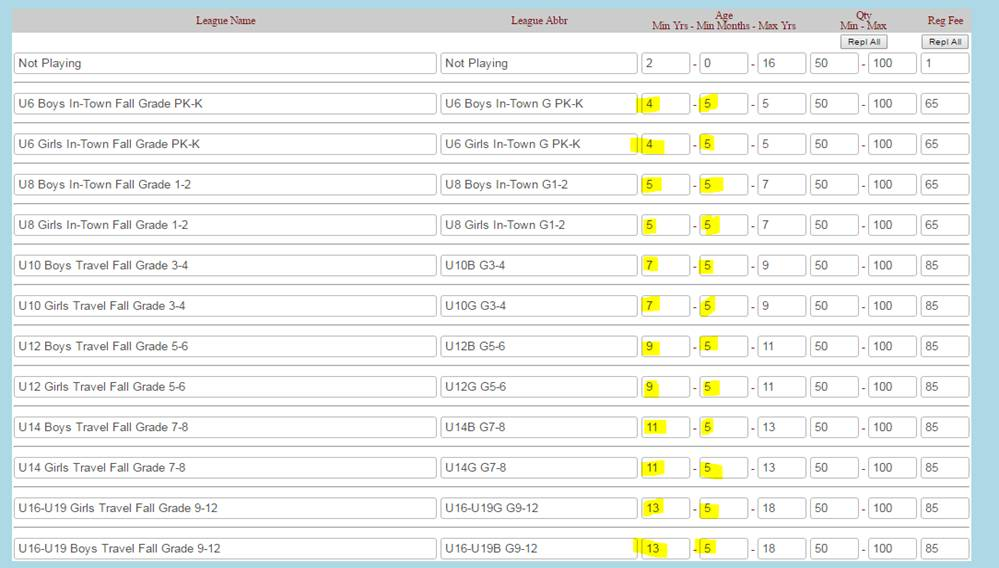 League Name League Abbr Age Qty Reg Fee
Min Yrs - Min Months - Max Yrs Min - Max
Repl All Repl All
Not Playing Not Playing 2 - 0 - 16 50 - 100 1
U6 Boys In-Town Fall Grade PK-K U6 Boys In-Town G PK-K 4 - 5 - 5 50 - 100 65
U6 Girls In-Town Fall Grade PK-K U6 Girls In-Town G PK-K 4 - 5 - 5 50 - 100 65
U8 Boys In-Town Fall Grade 1-2 U8 Boys In-Town G1-2 5 - 5 - 7 50 - 100 65
U8 Girls In-Town Fall Grade 1-2 U8 Girls In-Town G1-2 5 - 5 - 7 50 - 100 65
U10 Boys Travel Fall Grade 3-4 U10B G3-4 7 - 5 - 9 50 - 100 85
U10 Girls Travel Fall Grade 3-4 U10G G3-4 7 - 5 - 9 50 - 100 85
U12 Boys Travel Fall Grade 5-6 U12B G5-6 9 - 5 - 11 50 - 100 85
U12 Girls Travel Fall Grade 5-6 U12G G5-6 9 - 5 - 11 50 - 100 85
U14 Boys Travel Fall Grade 7-8 U14B G7-8 11 - 5 - 13 50 - 100 85
U14 Girls Travel Fall Grade 7-8 U14G G7-8 11 - 5 - 13 50 - 100 85
U16-U19 Girls Travel Fall Grade 9-12 U16-U19G G9-12 13 - 5 - 18 50 - 100 85
U16-U19 Boys Travel Fall Grade 9-12 U16-U19B G9-12 13 - 5 - 18 50 - 100 85